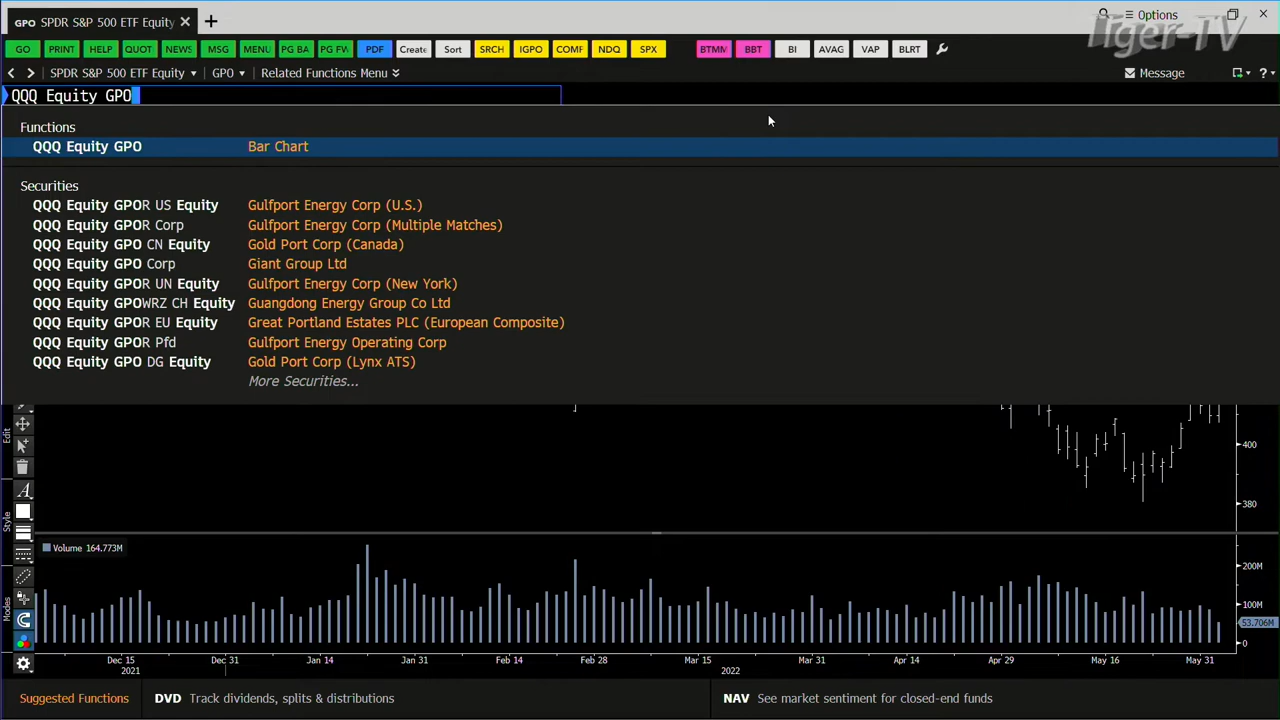 GPO SPDR S&P 500 ETF Equity
Options
Tiger-TV
GO PRINT HELP QUOT NEWS MSG MENU PG BA PG FW PDF Create Sort SRCH IGPO COMF NDQ SPX BTMM BBT BI AVAG VAP BLRT
SPDR S&P 500 ETF Equity GPO Related Functions Menu Message ?
QQQ Equity GPO
Functions
QQQ Equity GPO Bar Chart
Securities
QQQ Equity GPOR US Equity Gulfport Energy Corp (U.S.)
QQQ Equity GPOR Corp Gulfport Energy Corp (Multiple Matches)
QQQ Equity GPO CN Equity Gold Port Corp (Canada)
QQQ Equity GPO Corp Giant Group Ltd
QQQ Equity GPOR UN Equity Gulfport Energy Corp (New York)
QQQ Equity GPOWRZ CH Equity Guangdong Energy Group Co Ltd
QQQ Equity GPOR EU Equity Great Portland Estates PLC (European Composite)
QQQ Equity GPOR Pfd Gulfport Energy Operating Corp
QQQ Equity GPO DG Equity Gold Port Corp (Lynx ATS)
More Securities...
Edit
400
Style
A
380
Volume 164.773M
200M
Modes
100M
53.706M
0
Dec 15 Dec 31 Jan 14 Jan 31 Feb 14 Feb 28 Mar 15 Mar 31 Apr 14 Apr 29 May 16 May 31
2021 2022
Suggested Functions DVD Track dividends, splits & distributions NAV See market sentiment for closed-end funds